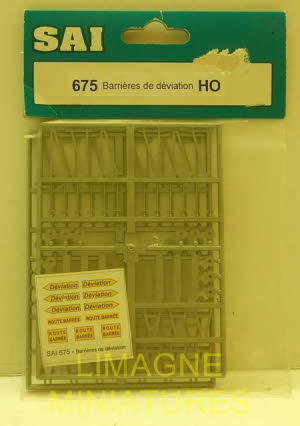 SAI
675 Barrières de déviation HO
Déviation Déviation
Déviation Déviation
Déviation Déviation
ROUTE BARRÉE ROUTE BARRÉE
ROUTE BARRÉE ROUTE BARRÉE ROUTE BARRÉE
SAI 675 - Barrières de déviation
LIMAGNE
MINIATURES